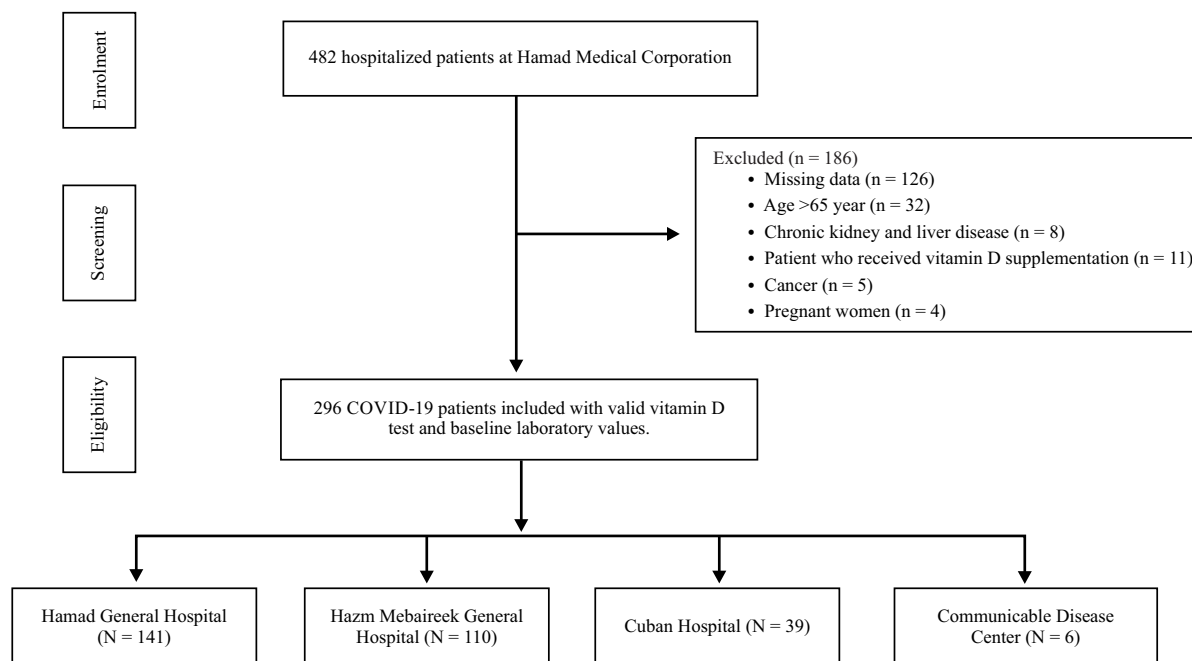 Enrolment
482 hospitalized patients at Hamad Medical Corporation
Excluded (n = 186)
• Missing data (n = 126)
• Age >65 year (n = 32)
• Chronic kidney and liver disease (n = 8)
• Patient who received vitamin D supplementation (n = 11)
• Cancer (n = 5)
• Pregnant women (n = 4)
Screening
Eligibility
296 COVID-19 patients included with valid vitamin D
test and baseline laboratory values.
Hamad General Hospital
(N = 141)
Hazm Mebaireek General
Hospital (N = 110)
Cuban Hospital (N = 39)
Communicable Disease
Center (N = 6)